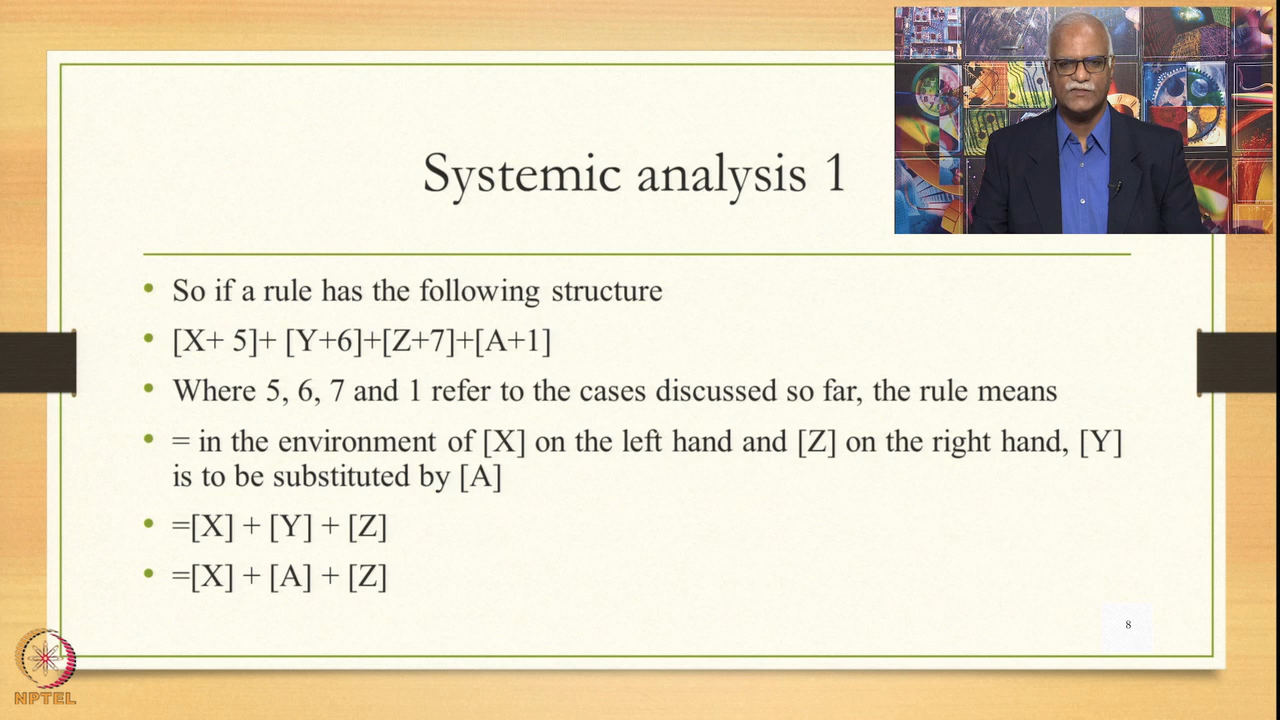 Systemic analysis 1
• So if a rule has the following structure
• [X+ 5]+ [Y+6]+[Z+7]+[A+1]
• Where 5, 6, 7 and 1 refer to the cases discussed so far, the rule means
• = in the environment of [X] on the left hand and [Z] on the right hand, [Y]
is to be substituted by [A]
• =[X] + [Y] + [Z]
• =[X] + [A] + [Z]
8
NPTEL